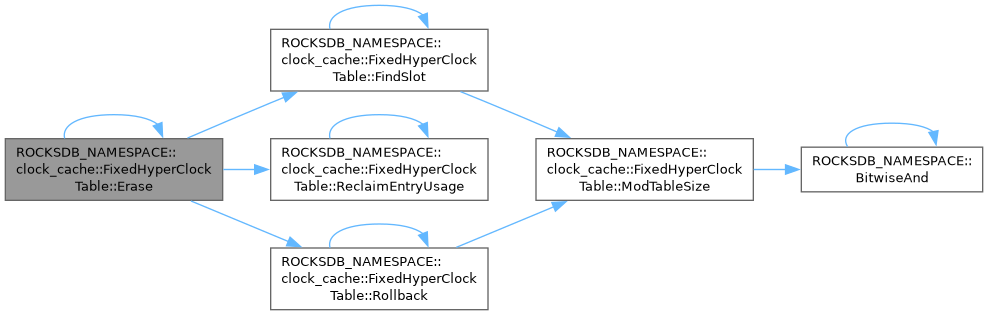 ROCKSDB_NAMESPACE::
clock_cache::FixedHyperClock
Table::FindSlot
ROCKSDB_NAMESPACE::
clock_cache::FixedHyperClock
Table::Erase
ROCKSDB_NAMESPACE::
clock_cache::FixedHyperClock
Table::ReclaimEntryUsage
ROCKSDB_NAMESPACE::
clock_cache::FixedHyperClock
Table::ModTableSize
ROCKSDB_NAMESPACE::
BitwiseAnd
ROCKSDB_NAMESPACE::
clock_cache::FixedHyperClock
Table::Rollback